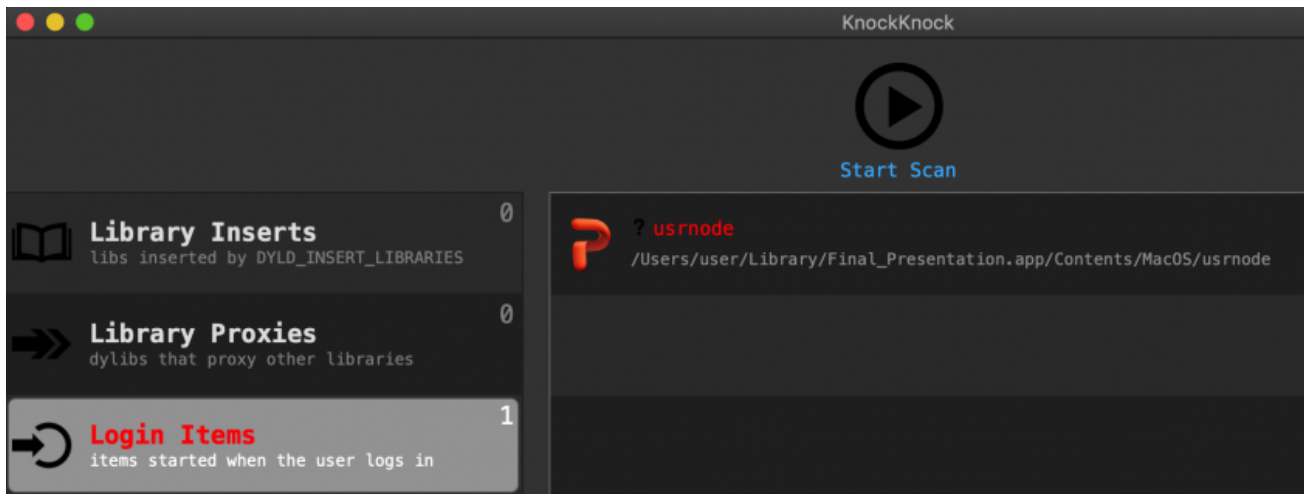 KnockKnock
Start Scan
0
Library Inserts
libs inserted by DYLD_INSERT_LIBRARIES
0
Library Proxies
dylibs that proxy other libraries
1
Login Items
items started when the user logs in
? usrnode
/Users/user/Library/Final_Presentation.app/Contents/MacOS/usrnode